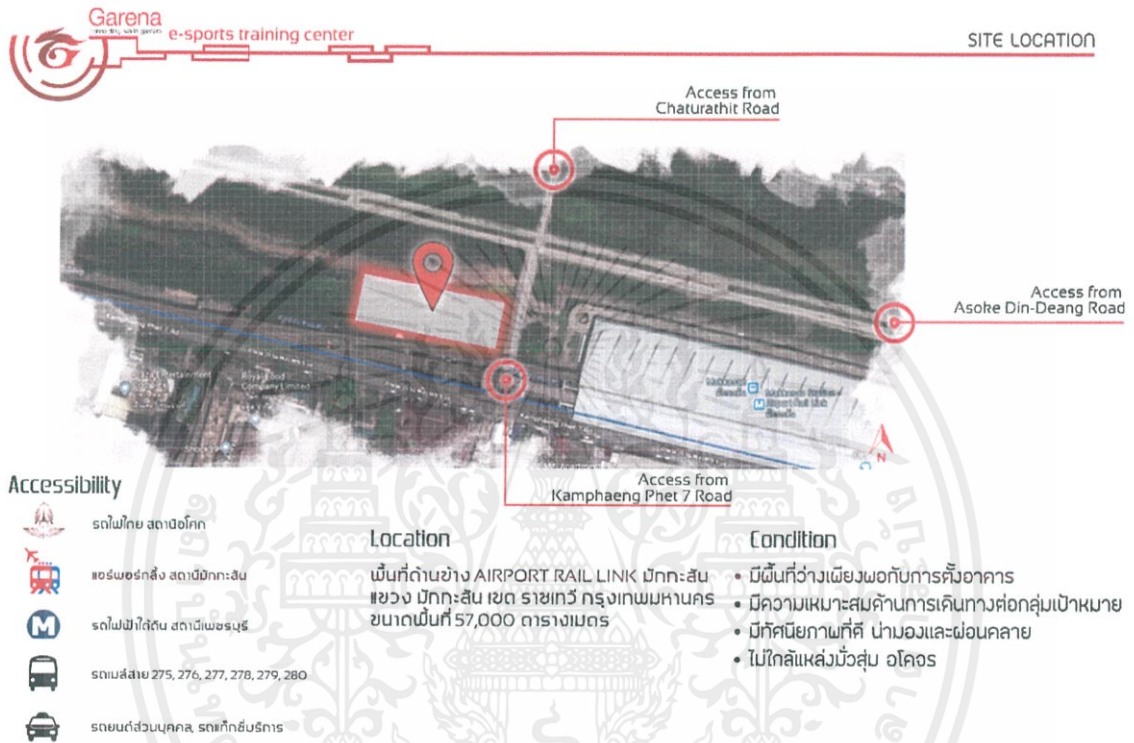 Garena
e-sports training center
SITE LOCATION
Access from
Chaturathit Road
Access from
Asoke Din-Deang Road
Royal Food
Company Limited
Makkasan
Makkasan Station -
Airport Rail Link
N
Access from
Kamphaeng Phet 7 Road
Accessibility
รถไฟไทย สถานีอโศก
แอร์พอร์ทลิ้ง สถานีมักกะสัน
M
รถไฟฟ้าใต้ดิน สถานีเพชรบุรี
รถเมล์สาย 275, 276, 277, 278, 279, 280
รถยนต์ส่วนบุคคล, รถแท็กซี่บริการ
Location
พื้นที่ด้านข้าง AIRPORT RAIL LINK มักกะสัน
แขวง มักกะสัน เขต ราชเทวี กรุงเทพมหานคร
ขนาดพื้นที่ 57,000 ตารางเมตร
Condition
• มีพื้นที่ว่างเพียงพอกับการตั้งอาคาร
• มีความเหมาะสมด้านการเดินทางต่อกลุ่มเป้าหมาย
• มีทัศนียภาพที่ดี น่ามองและผ่อนคลาย
• ไม่ใกล้แหล่งมั่วสุม อโคจร